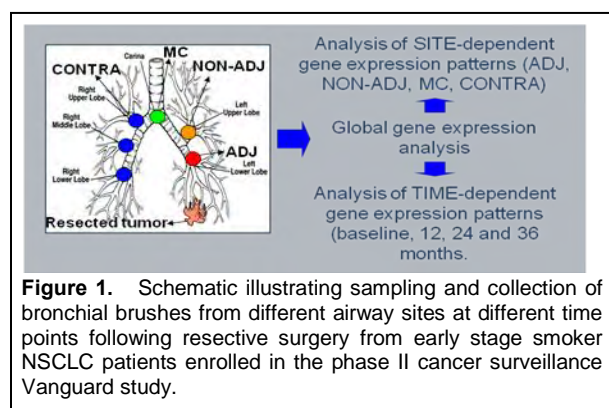 Carina
MC
CONTRA
NON-ADJ
Right
Upper Lobe
Left
Upper Lobe
Right
Middle Lobe
ADJ
Left
Lower Lobe
Right
Lower Lobe
Resected tumor
Analysis of SITE-dependent
gene expression patterns (ADJ,
NON-ADJ, MC, CONTRA)
Global gene expression
analysis
Analysis of TIME-dependent
gene expression patterns
(baseline, 12, 24 and 36
months.
Figure 1. Schematic illustrating sampling and collection of
bronchial brushes from different airway sites at different time
points following resective surgery from early stage smoker
NSCLC patients enrolled in the phase II cancer surveillance
Vanguard study.